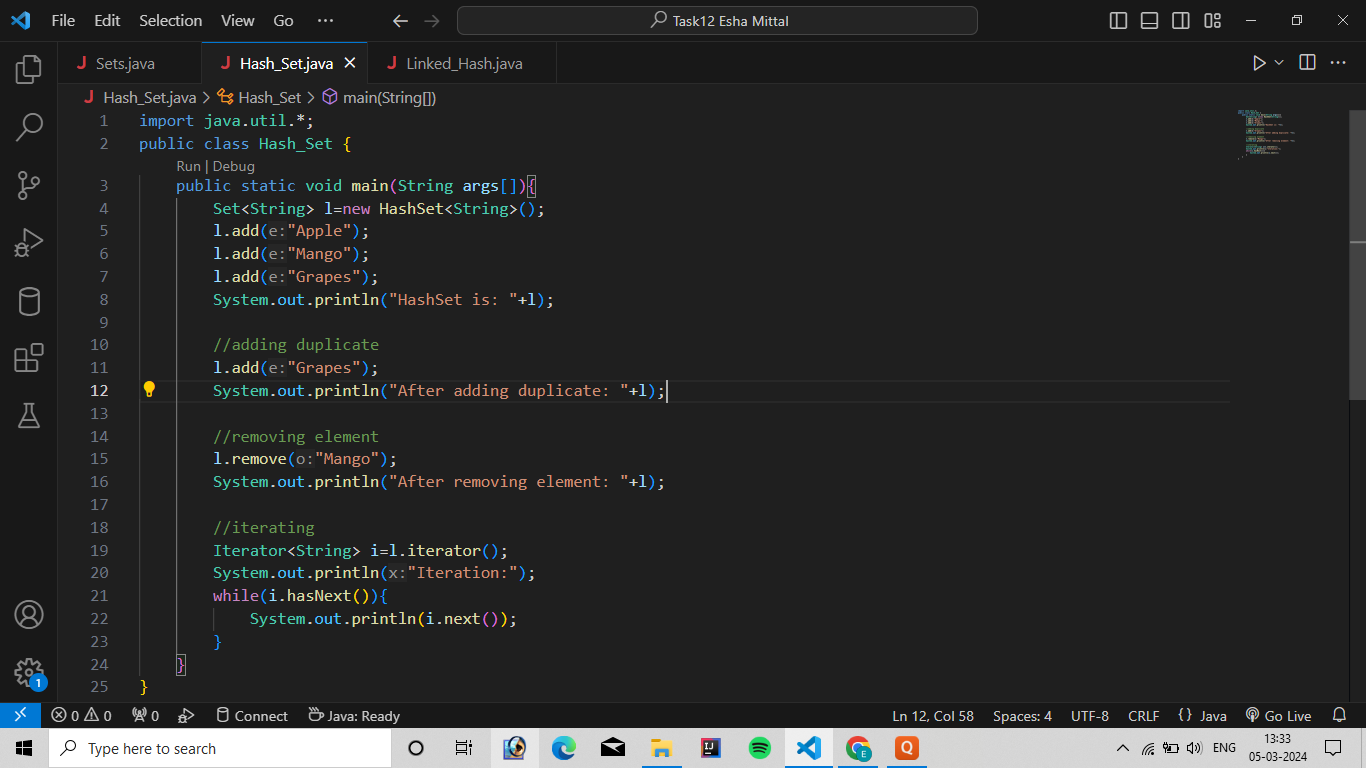 File Edit Selection View Go ··· Task12 Esha Mittal
J Sets.java J Hash_Set.java J Linked_Hash.java
J Hash_Set.java > Hash_Set > main(String[])
1 import java.util.*;
2 public class Hash_Set {
Run | Debug
3 public static void main(String args[]){
4 Set<String> l=new HashSet<String>();
5 l.add(e:"Apple");
6 l.add(e:"Mango");
7 l.add(e:"Grapes");
8 System.out.println("HashSet is: "+l);
9
10 //adding duplicate
11 l.add(e:"Grapes");
12 System.out.println("After adding duplicate: "+l);
13
14 //removing element
15 l.remove(o:"Mango");
16 System.out.println("After removing element: "+l);
17
18 //iterating
19 Iterator<String> i=l.iterator();
20 System.out.println(x:"Iteration:");
21 while(i.hasNext()){
22 System.out.println(i.next());
23 }
24 }
25 }
1
0 0 0 Connect Java: Ready Ln 12, Col 58 Spaces: 4 UTF-8 CRLF {} Java Go Live
Type here to search IJ E Q ENG 13:33
05-03-2024